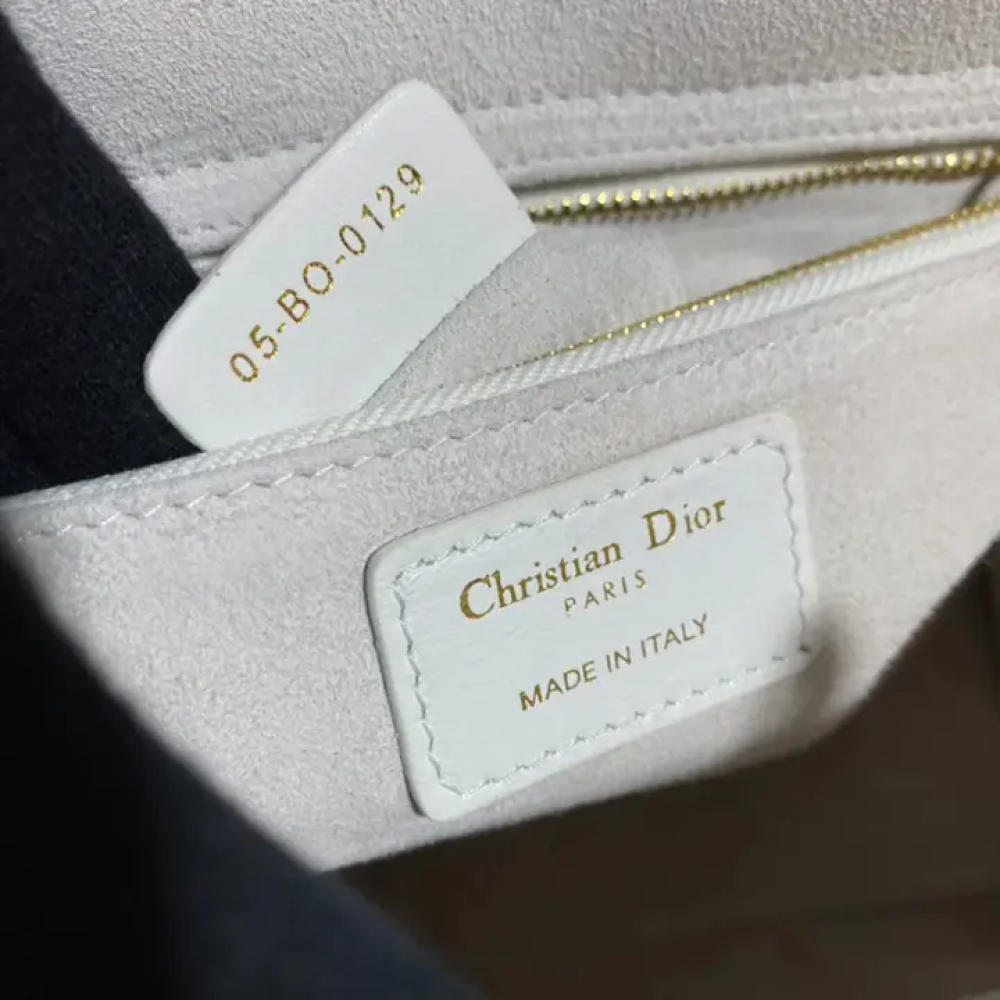 05-BO-0129
Christian Dior
PARIS
MADE IN ITALY